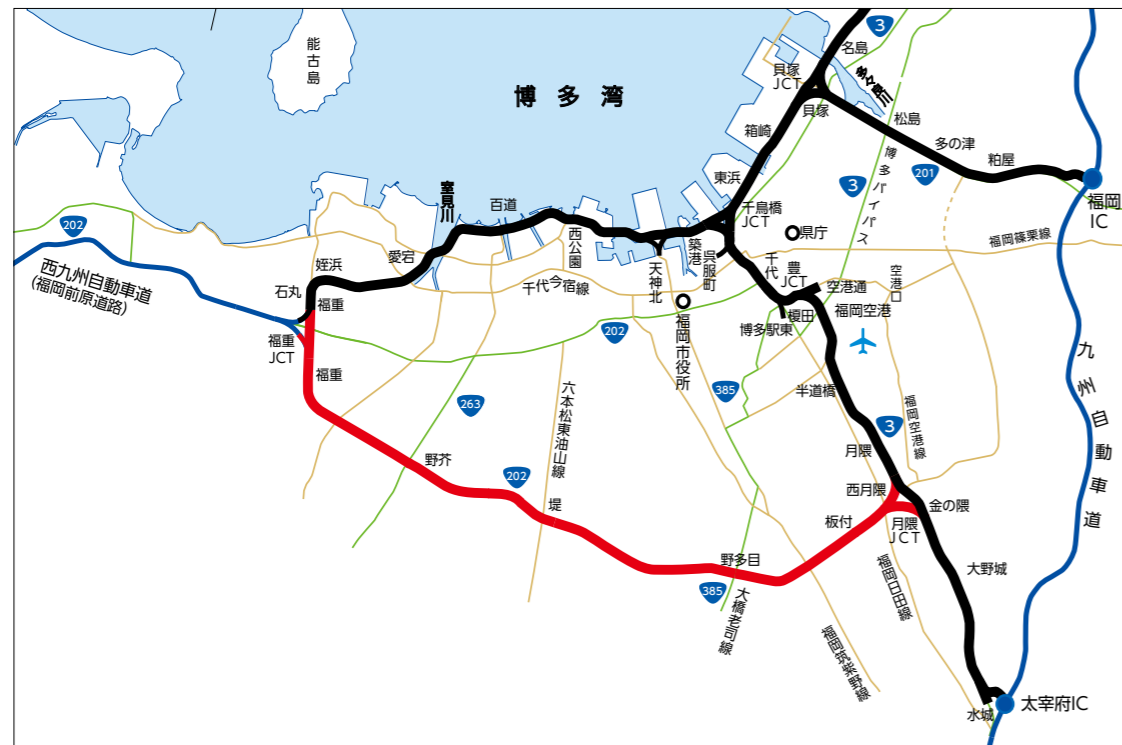 能古島
博多湾
3
名島
貝塚
JCT
多々良川
貝塚
松島
多の津
粕屋
箱崎
博多バイパス
3
201
福岡
IC
東浜
千鳥橋
JCT
県庁
福岡篠栗線
室見川
百道
西公園
202
愛宕
姪浜
西九州自動車道
(福岡前原道路)
石丸
福重
千代今宿線
天神北
築港
呉服町
千代
豊
JCT
空港通
空港口
福岡空港
榎田
博多駅東
福岡市役所
202
福重
JCT
福重
九州自動車道
385
半道橋
263
六本松東油山線
3
福岡空港線
月隈
野芥
202
西月隈
金の隈
堤
板付
月隈
JCT
野多目
大野城
385
大橋老司線
福岡日田線
福岡筑紫野線
水城
太宰府IC